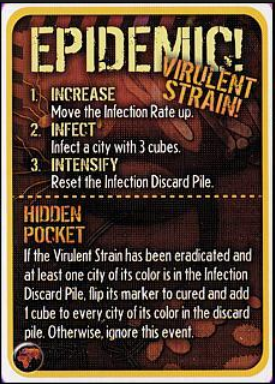 EPIDEMIC!
VIRULENT
STRAIN!
1. INCREASE
Move the Infection Rate up.
2. INFECT
Infect a city with 3 cubes.
3. INTENSIFY
Reset the Infection Discard Pile.
HIDDEN
POCKET
If the Virulent Strain has been eradicated and
at least one city of its color is in the Infection
Discard Pile, flip its marker to cured and add
1 cube to every city of its color in the discard
pile. Otherwise, ignore this event.